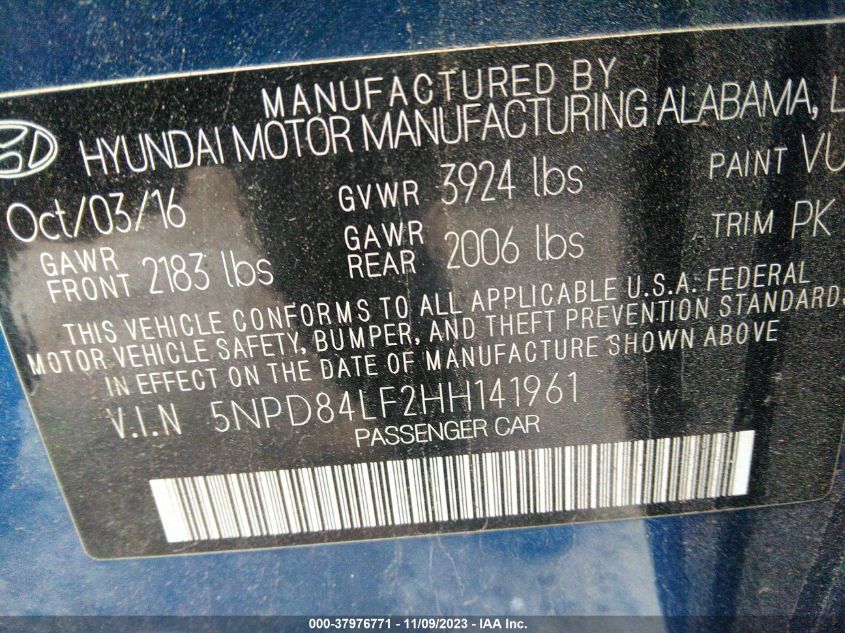 MANUFACTURED BY
HYUNDAI MOTOR MANUFACTURING ALABAMA, L
Oct/03/16 GVWR 3924 lbs PAINT VU
GAWR FRONT 2183 lbs GAWR REAR 2006 lbs TRIM PK
THIS VEHICLE CONFORMS TO ALL APPLICABLE U.S.A. FEDERAL
MOTOR VEHICLE SAFETY, BUMPER, AND THEFT PREVENTION STANDARDS
IN EFFECT ON THE DATE OF MANUFACTURE SHOWN ABOVE
V.I.N 5NPD84LF2HH141961
PASSENGER CAR
000-37976771 - 11/09/2023 - IAA Inc.